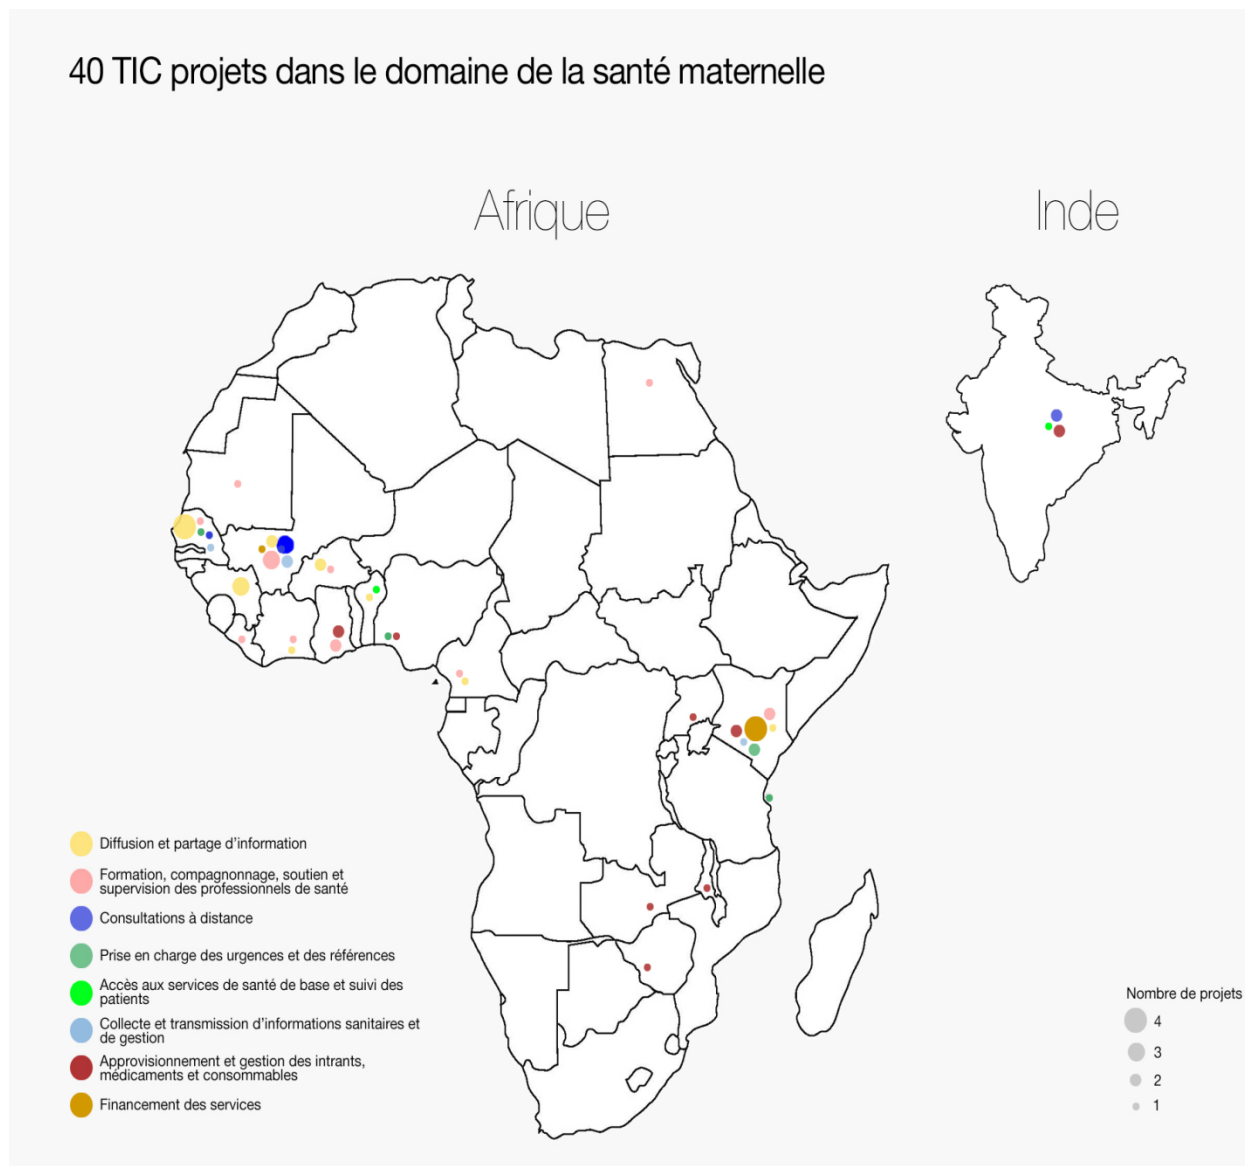 40 TIC projets dans le domaine de la santé maternelle
Afrique
Inde
Diffusion et partage d'information
Formation, compagnonnage, soutien et
supervision des professionnels de santé
Consultations à distance
Prise en charge des urgences et des références
Accès aux services de santé de base et suivi des
patients
Collecte et transmission d'informations sanitaires et
de gestion
Approvisionnement et gestion des intrants,
médicaments et consommables
Financement des services
Nombre de projets
4
3
2
1